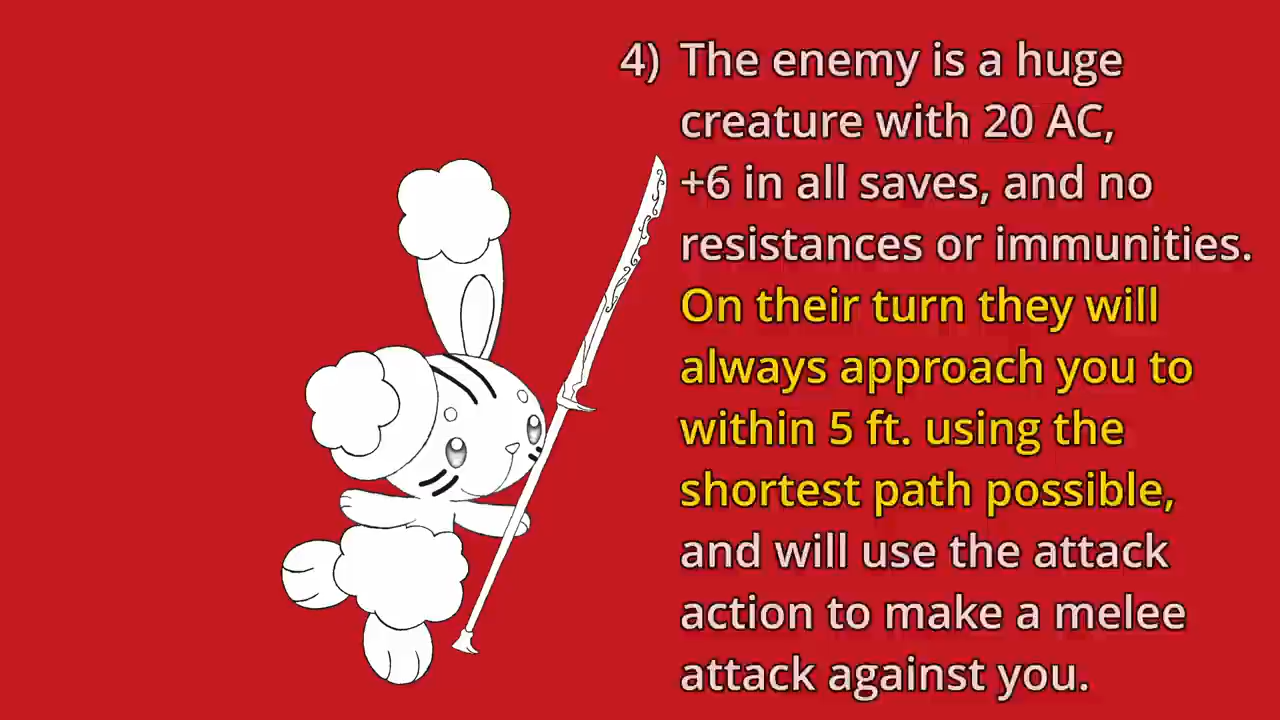 4) The enemy is a huge
creature with 20 AC,
+6 in all saves, and no
resistances or immunities.
On their turn they will
always approach you to
within 5 ft. using the
shortest path possible,
and will use the attack
action to make a melee
attack against you.